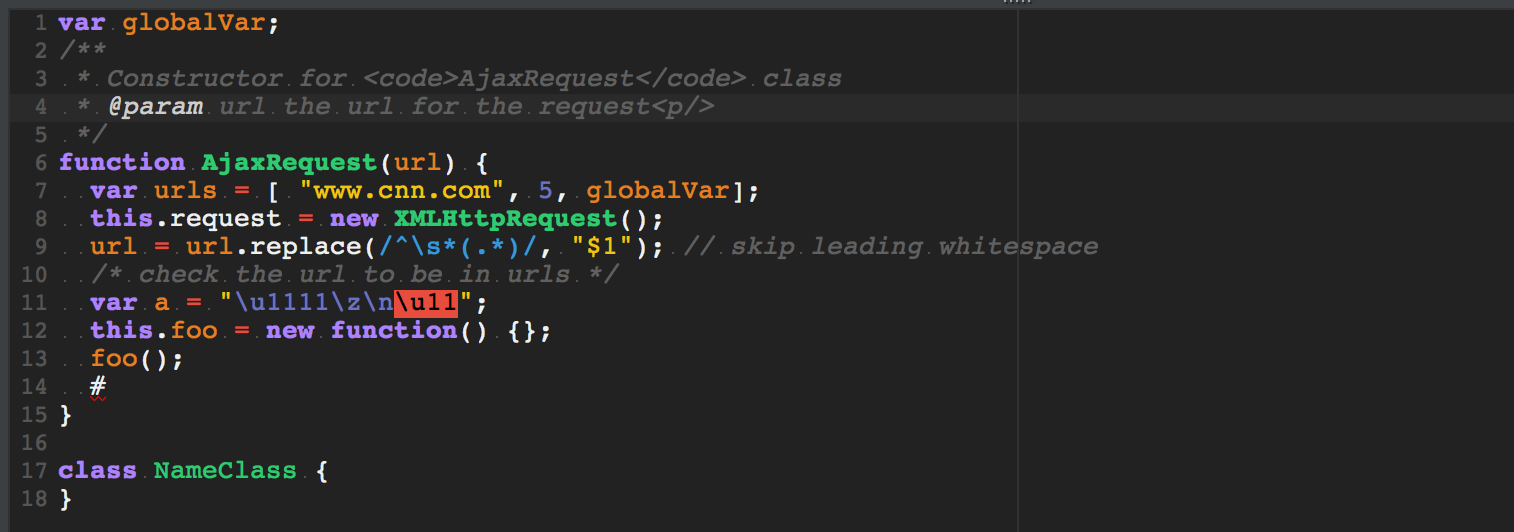 1 var globalVar;
2 /**
3  * Constructor for <code>AjaxRequest</code> class
4  * @param url the url for the request<p/>
5  */
6 function AjaxRequest(url) {
7   var urls = [ "www.cnn.com", 5, globalVar];
8   this.request = new XMLHttpRequest();
9   url = url.replace(/^\s*(.*)/, "$1"); // skip leading whitespace
10   /* check the url to be in urls */
11   var a = "\u1111\z\n\u11";
12   this.foo = new function() {};
13   foo();
14   #
15 }
16
17 class NameClass {
18 }